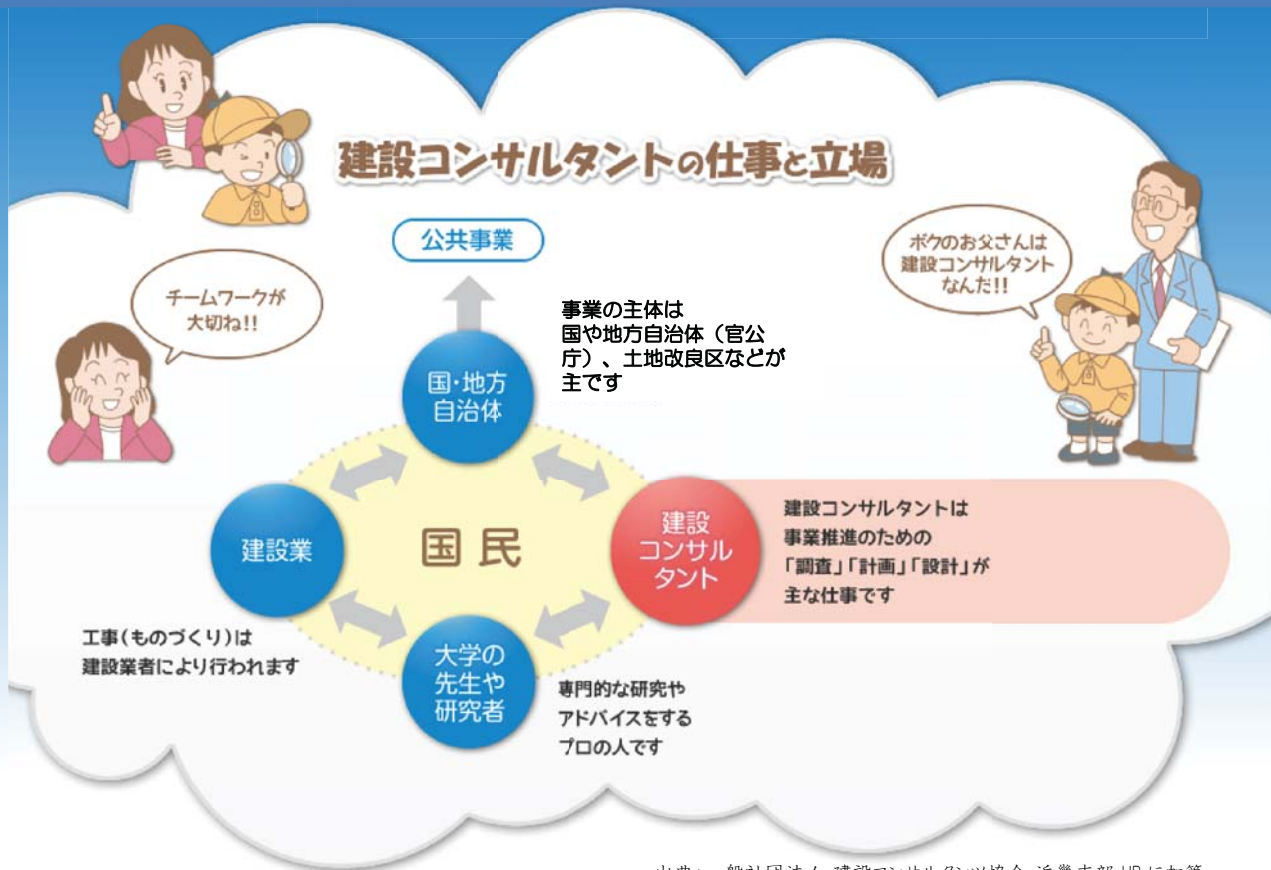 建設コンサルタントの仕事と立場
公共事業
ボクのお父さんは
建設コンサルタント
なんだ!!
チームワークが
大切ね!!
事業の主体は
国や地方自治体（官公
庁）、土地改良区などが
主です
国・地方
自治体
建設業
国民
建設
コンサル
タント
建設コンサルタントは
事業推進のための
「調査」「計画」「設計」が
主な仕事です
工事(ものづくり)は
建設業者により行われます
大学の
先生や
研究者
専門的な研究や
アドバイスをする
プロの人です